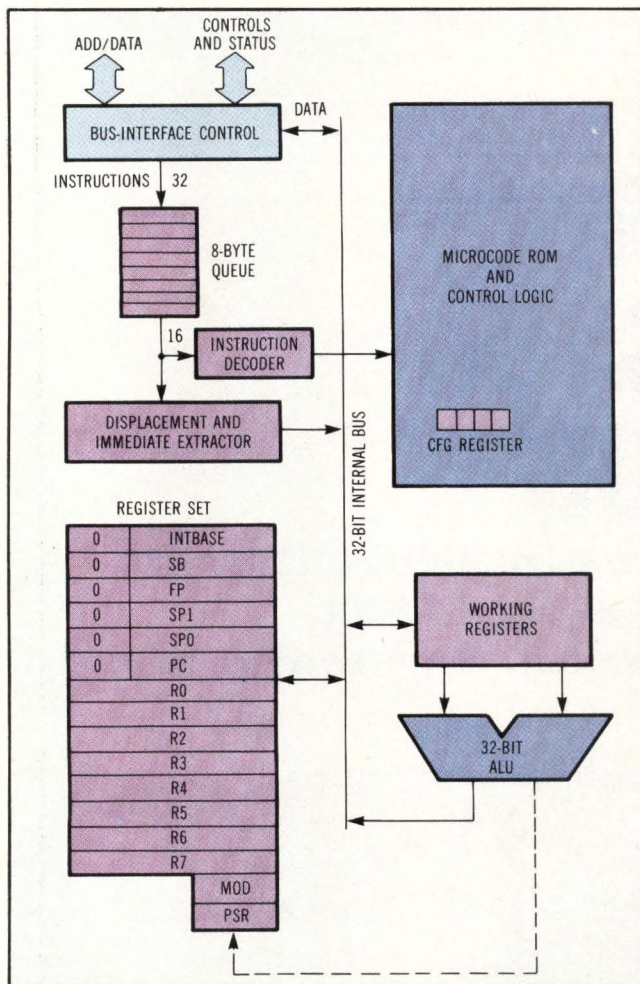 ADD/DATA
CONTROLS
AND STATUS
BUS-INTERFACE CONTROL
DATA
INSTRUCTIONS
32
8-BYTE
QUEUE
MICROCODE ROM
AND
CONTROL LOGIC
16
INSTRUCTION
DECODER
DISPLACEMENT AND
IMMEDIATE EXTRACTOR
CFG REGISTER
32-BIT INTERNAL BUS
REGISTER SET
0 INTBASE
0 SB
0 FP
0 SP1
0 SP0
0 PC
R0
R1
R2
R3
R4
R5
R6
R7
MOD
PSR
WORKING
REGISTERS
32-BIT
ALU